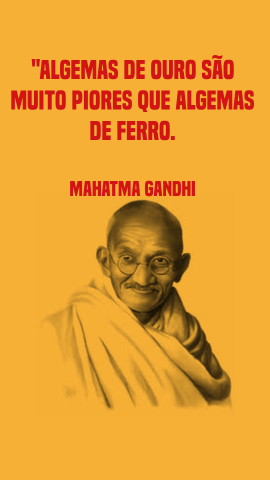 "ALGEMAS DE OURO SÃO
MUITO PIORES QUE ALGEMAS
DE FERRO.
MAHATMA GANDHI